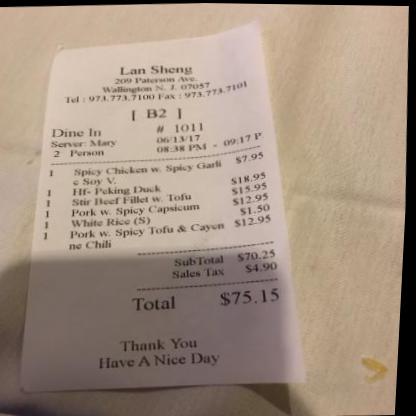 Lan Sheng
209 Paterson Ave.
Wallington N. J. 07057
Tel : 973.773.7100 Fax : 973.773.7101
[ B2 ]
Dine In # 1011
Server: Mary 06/13/17
2 Person 08:38 PM - 09:17 P
1 Spicy Chicken w. Spicy Garli $7.95
c Soy V.
1 Hf- Peking Duck $18.95
1 Stir Beef Fillet w. Tofu $15.95
1 Pork w. Spicy Capsicum $12.95
1 White Rice (S) $1.50
1 Pork w. Spicy Tofu & Cayen $12.95
ne Chili
SubTotal $70.25
Sales Tax $4.90
Total $75.15
Thank You
Have A Nice Day